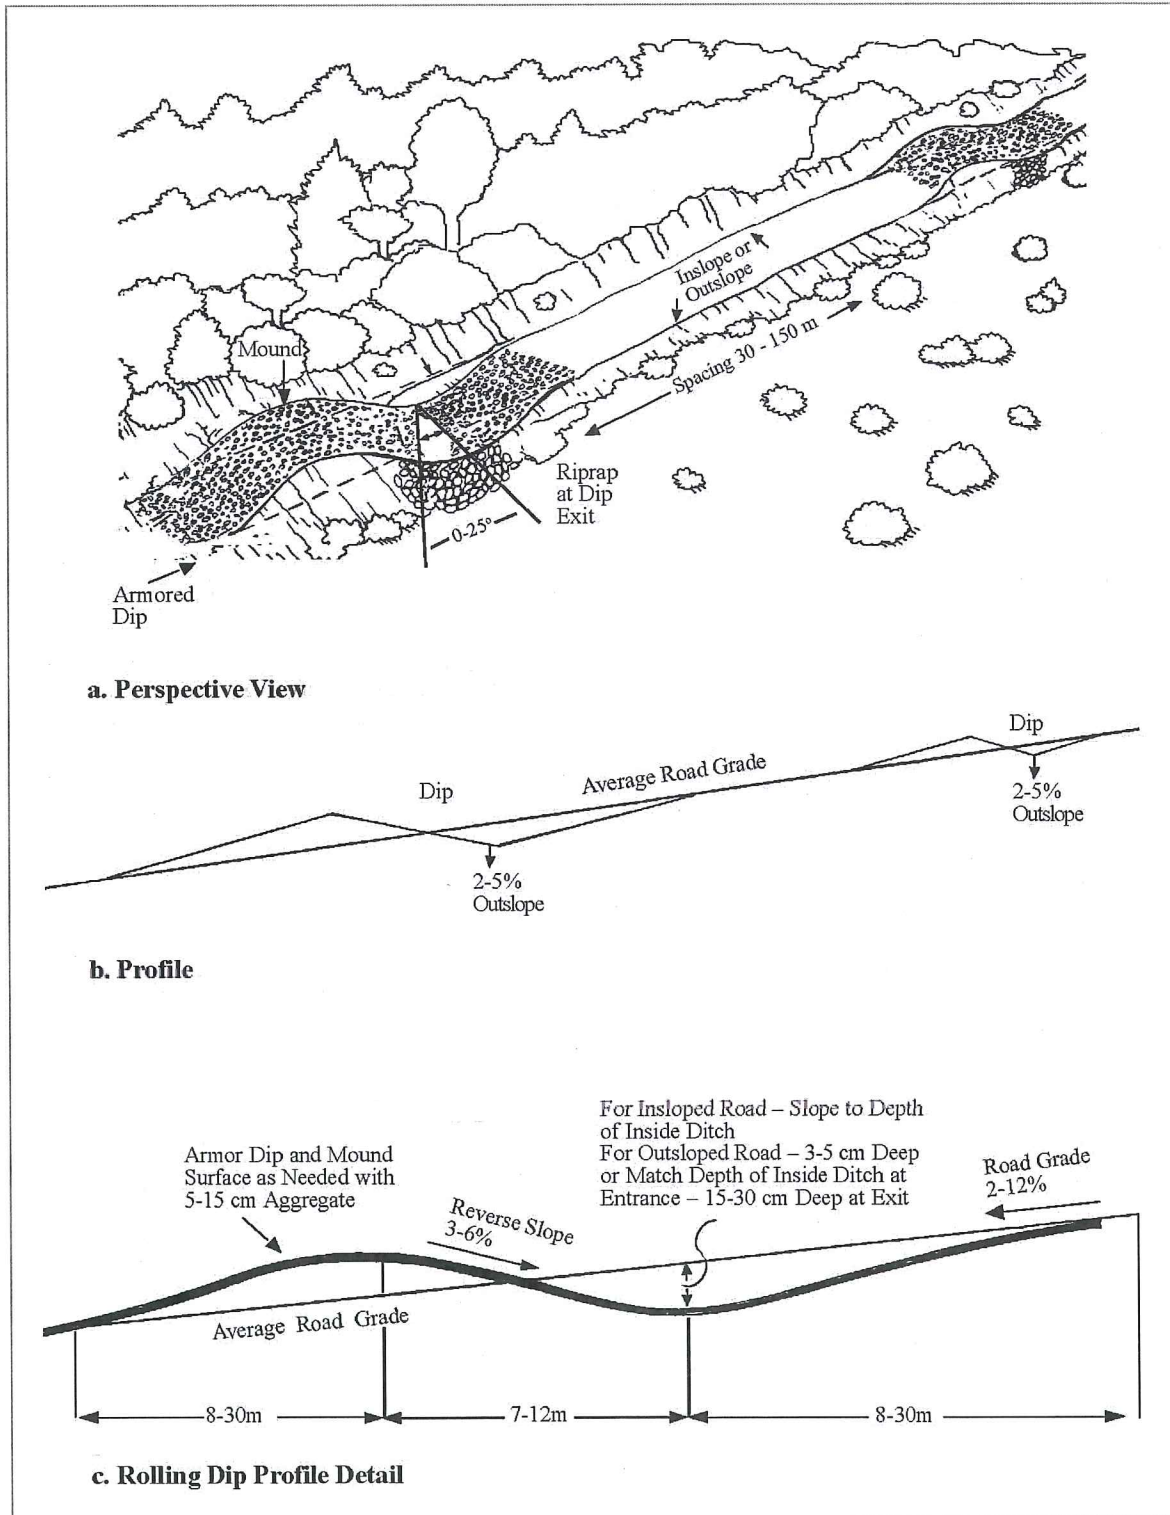 Mound
Inslope or
Outslope
Spacing 30 - 150 m
Riprap
at Dip
Exit
0-25º
Armored
Dip
a. Perspective View
Dip
Average Road Grade
2-5%
Outslope
Dip
2-5%
Outslope
b. Profile
For Insloped Road – Slope to Depth
of Inside Ditch
For Outsloped Road – 3-5 cm Deep
or Match Depth of Inside Ditch at
Entrance – 15-30 cm Deep at Exit
Armor Dip and Mound
Surface as Needed with
5-15 cm Aggregate
Reverse Slope
3-6%
Road Grade
2-12%
Average Road Grade
8-30m
7-12m
8-30m
c. Rolling Dip Profile Detail